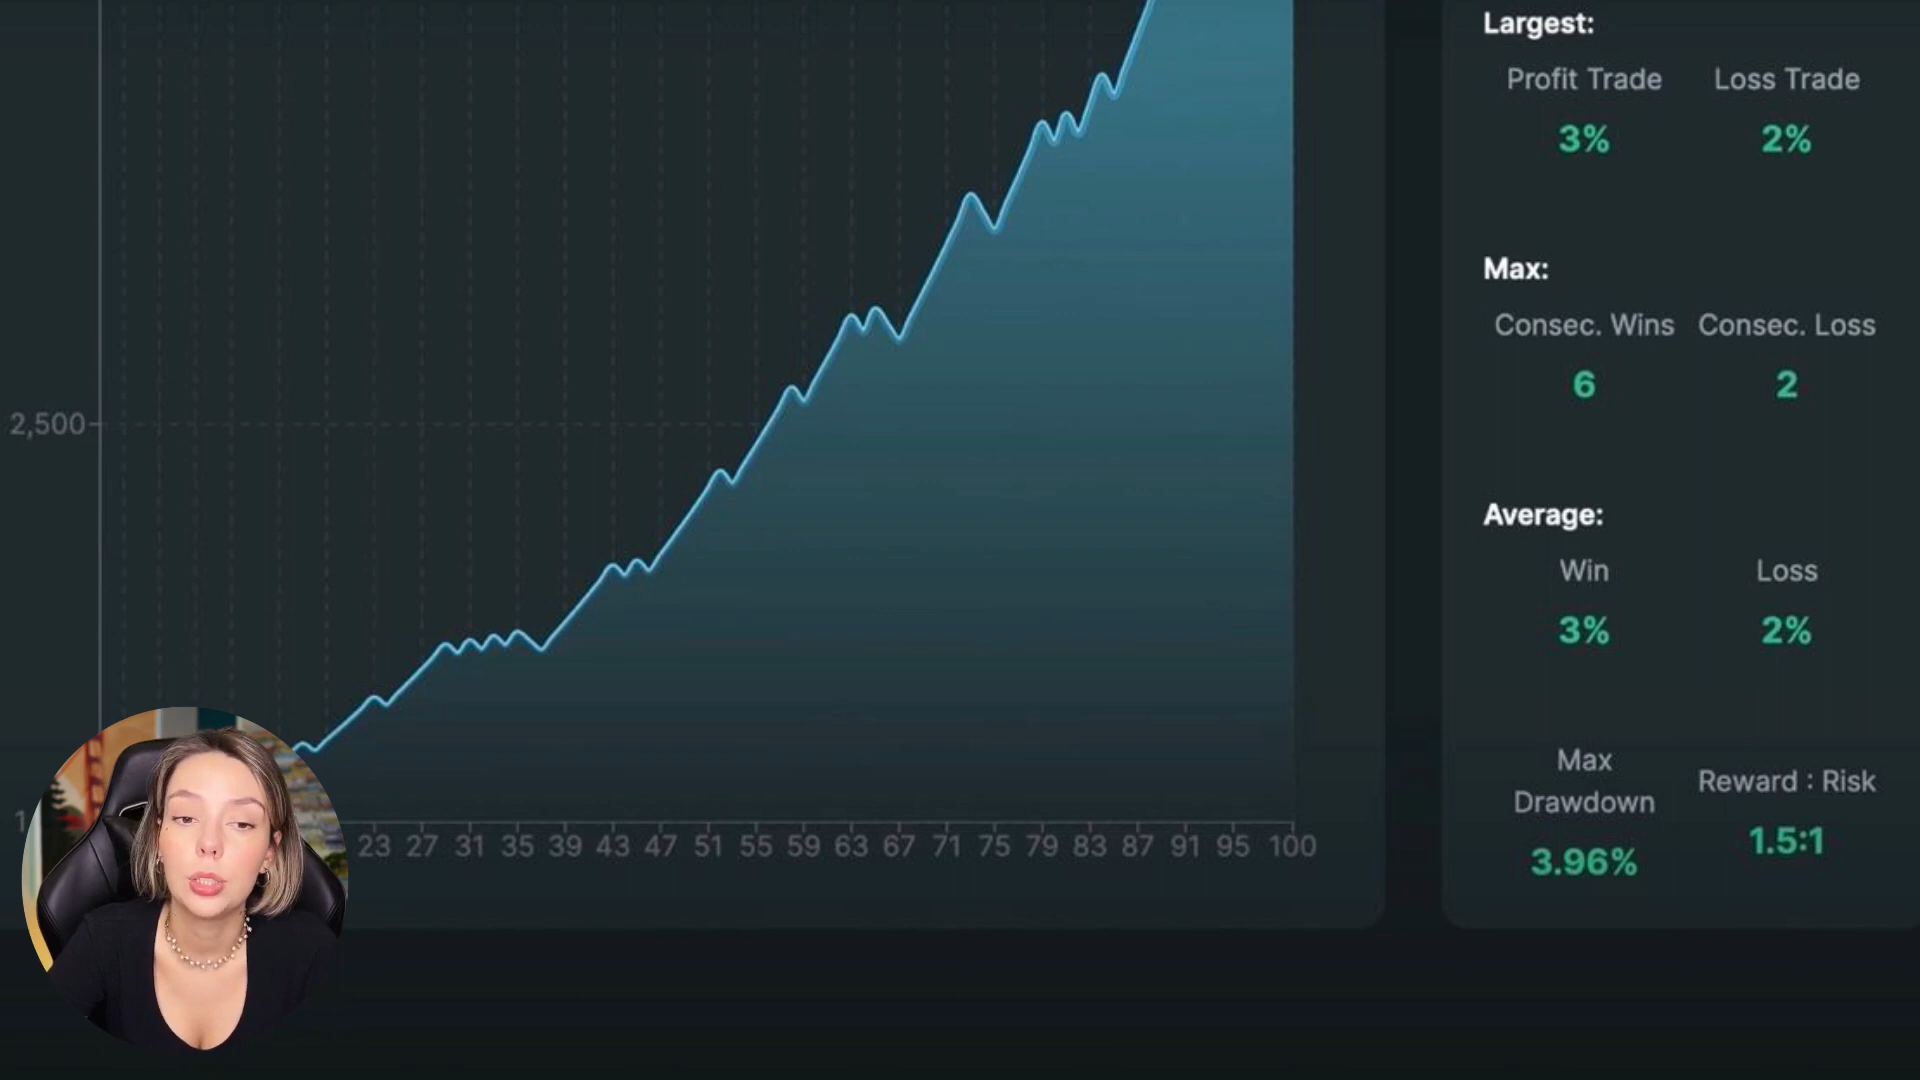 Largest:
Profit Trade Loss Trade
3% 2%
Max:
Consec. Wins Consec. Loss
6 2
2,500
Average:
Win Loss
3% 2%
Max
Drawdown
Reward : Risk
3.96% 1.5:1
1
23 27 31 35 39 43 47 51 55 59 63 67 71 75 79 83 87 91 95 100